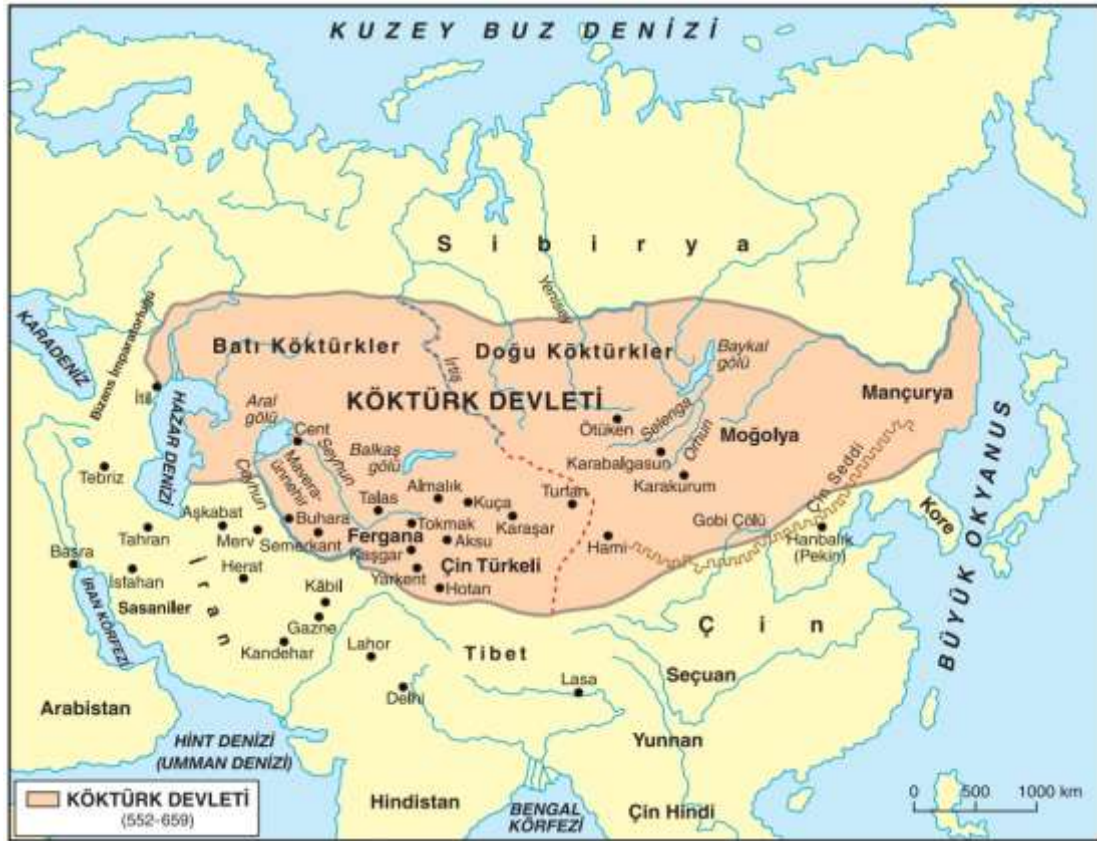 KUZEY BUZ DENİZİ
Sibirya
Yenisey
KARADENİZ
Bizans İmparatorluğu
Batı Köktürkler
İrtiş
Doğu Köktürkler
Baykal
gölü
Mançurya
İtil
HAZAR DENİZİ
Aral
gölü
KÖKTÜRK DEVLETİ
Ötüken
Selenga
Orhun
Moğolya
Cent
Seyhun
Mavera-
ünnehir
Ceyhun
Balkaş
gölü
Karabalgasun
Karakurum
Tebriz
Talas
Almalık
Kuça
Turfan
Çin Seddi
Kore
BÜYÜK OKYANUS
Aşkabat
Buhara
Tokmak
Karaşar
Gobi Çölü
Hanbalık
(Pekin)
Tahran
Merv
Semerkant
Fergana
Aksu
Hami
Basra
Herat
Kaşgar
Çin Türkeli
İsfahan
Yarkent
Hotan
İran
Sasaniler
Kâbil
İRAN KÖRFEZİ
Gazne
Çin
Kandehar
Lahor
Tibet
Seçuan
Delhi
Lasa
Arabistan
HİNT DENİZİ
(UMMAN DENİZİ)
Yunnan
KÖKTÜRK DEVLETİ
(552-659)
Hindistan
BENGAL
KÖRFEZİ
Çin Hindi
0 500 1000 km